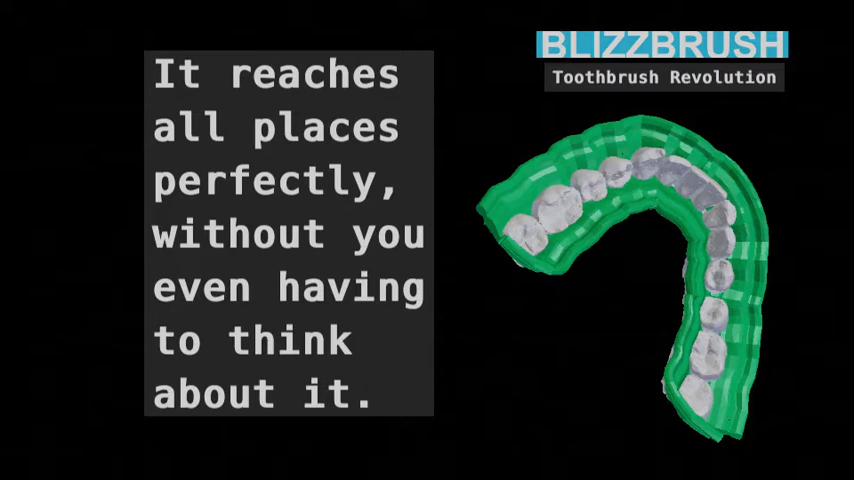 BLIZZBRUSH
Toothbrush Revolution
It reaches
all places
perfectly,
without you
even having
to think
about it.